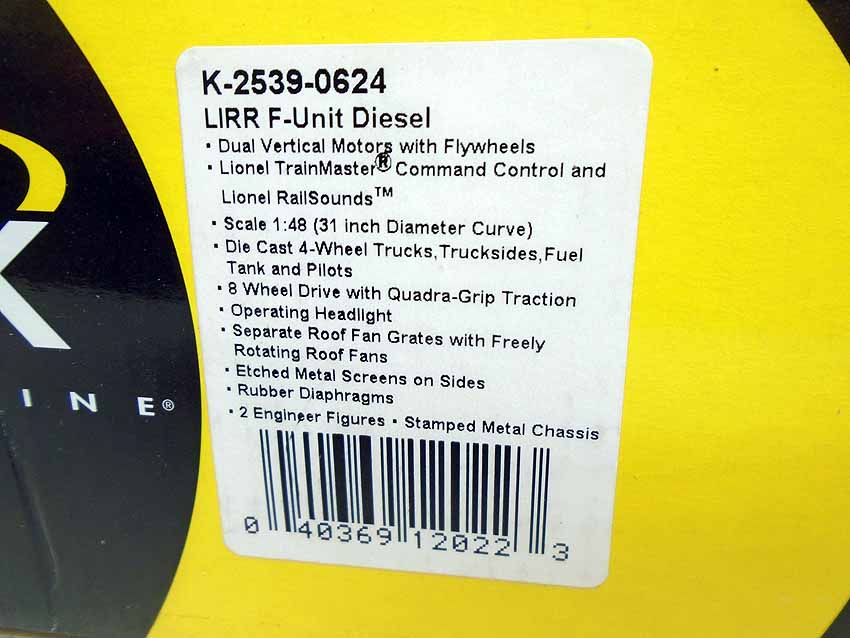 K-2539-0624
LIRR F-Unit Diesel
· Dual Vertical Motors with Flywheels
· Lionel TrainMaster® Command Control and
Lionel RailSounds™
· Scale 1:48 (31 inch Diameter Curve)
· Die Cast 4-Wheel Trucks,Trucksides,Fuel
Tank and Pilots
· 8 Wheel Drive with Quadra-Grip Traction
· Operating Headlight
· Separate Roof Fan Grates with Freely
Rotating Roof Fans
· Etched Metal Screens on Sides
· Rubber Diaphragms
· 2 Engineer Figures · Stamped Metal Chassis
0 40369 12022 3
K
INE®